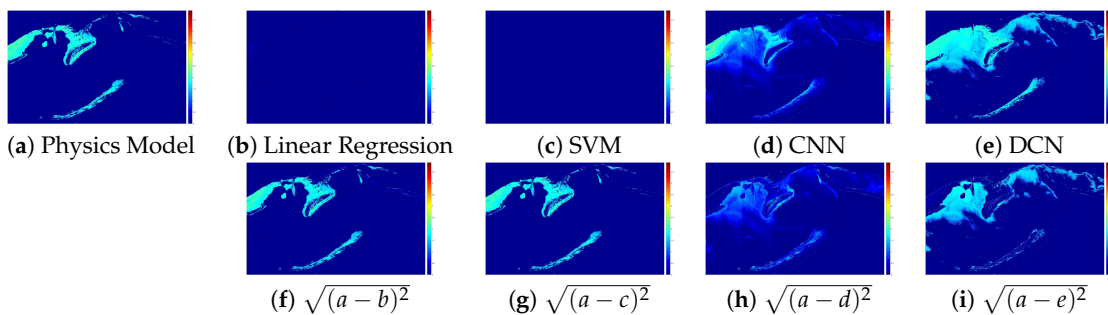 (a) Physics Model
(b) Linear Regression
(c) SVM
(d) CNN
(e) DCN
(f) √(a − b)²
(g) √(a − c)²
(h) √(a − d)²
(i) √(a − e)²